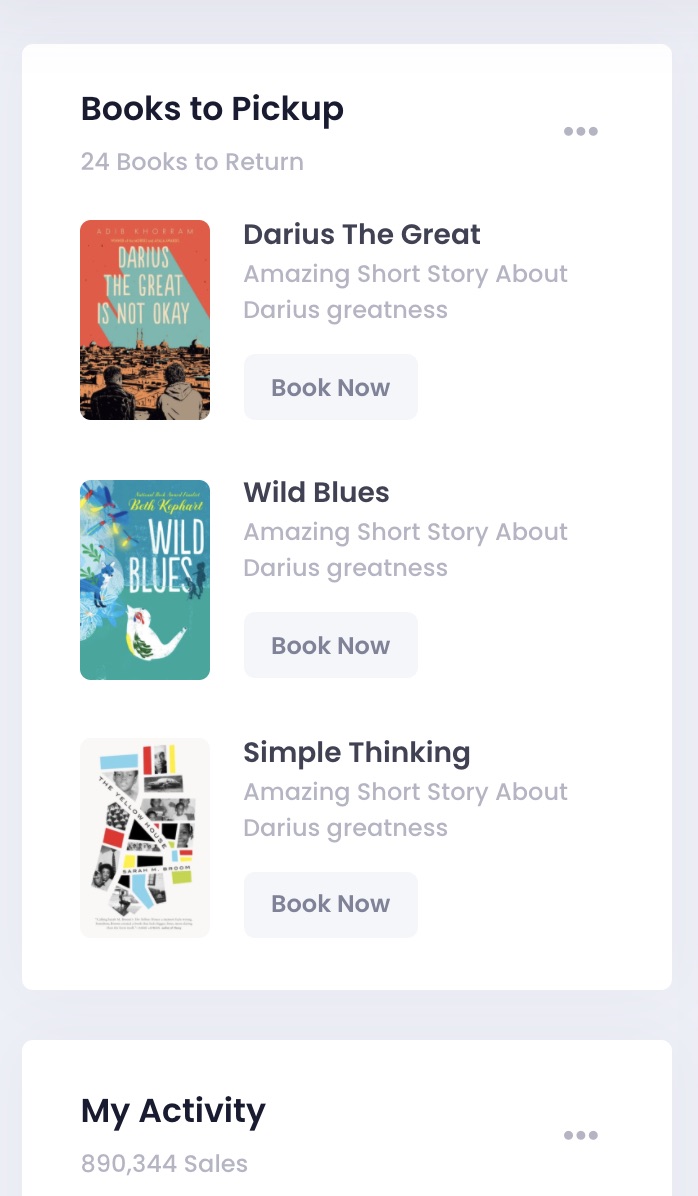 Books to Pickup
24 Books to Return
ADIB KHORRAM
DARIUS
THE GREAT
IS NOT OKAY
Darius The Great
Amazing Short Story About
Darius greatness
Book Now
National Book Award Finalist
Beth Kephart
WILD
BLUES
Wild Blues
Amazing Short Story About
Darius greatness
Book Now
THE YELLOW HOUSE
SARAH M. BROOM
Simple Thinking
Amazing Short Story About
Darius greatness
Book Now
My Activity
890,344 Sales